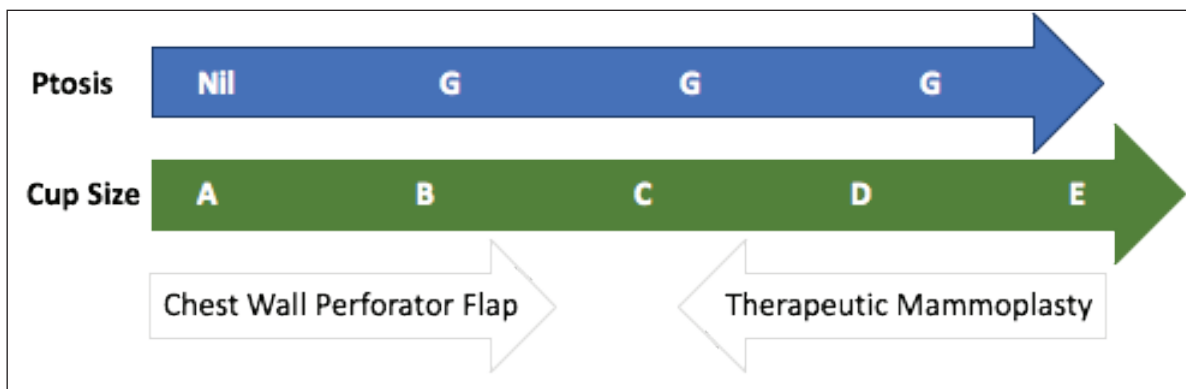 Ptosis Nil G G G
Cup Size A B C D E
Chest Wall Perforator Flap Therapeutic Mammoplasty